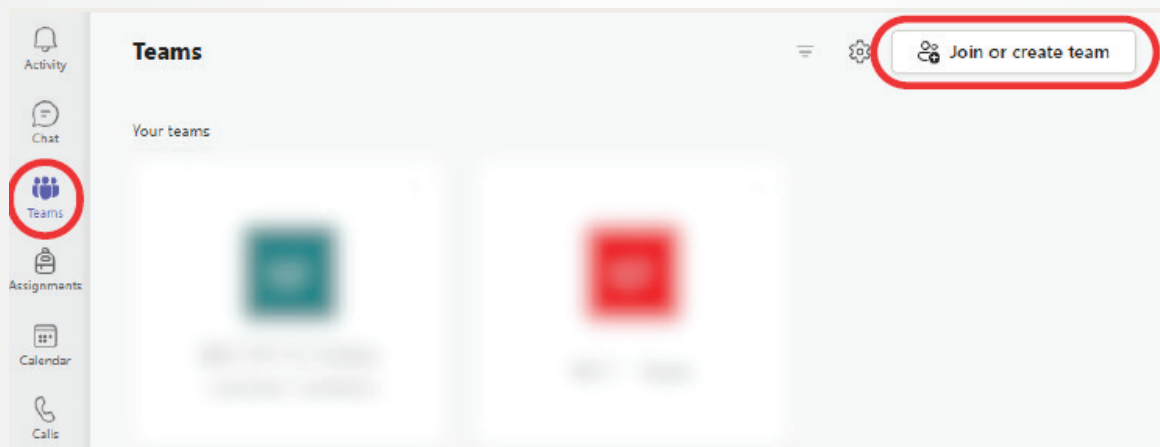 Activity
Chat
Teams
Assignments
Calendar
Calls
Teams
Join or create team
Your teams